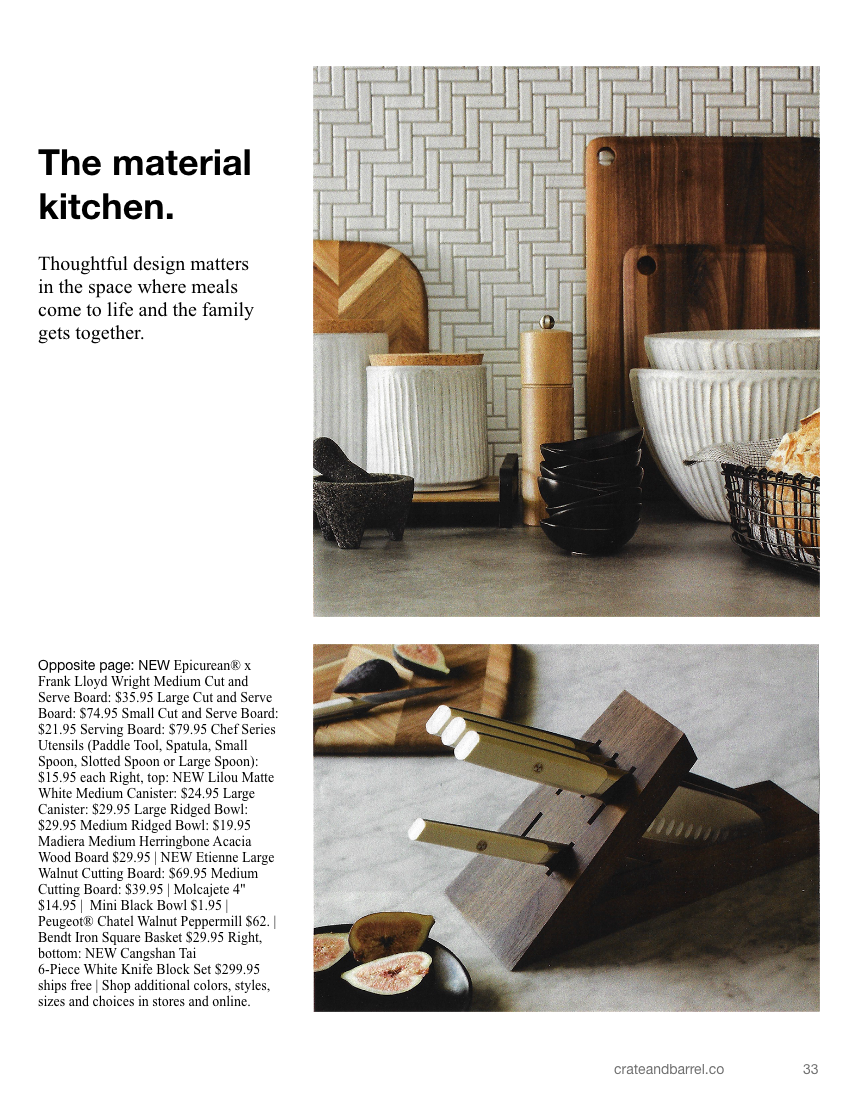 The material
kitchen.
Thoughtful design matters
in the space where meals
come to life and the family
gets together.
Opposite page: NEW Epicurean® x
Frank Lloyd Wright Medium Cut and
Serve Board: $35.95 Large Cut and Serve
Board: $74.95 Small Cut and Serve Board:
$21.95 Serving Board: $79.95 Chef Series
Utensils (Paddle Tool, Spatula, Small
Spoon, Slotted Spoon or Large Spoon):
$15.95 each Right, top: NEW Lilou Matte
White Medium Canister: $24.95 Large
Canister: $29.95 Large Ridged Bowl:
$29.95 Medium Ridged Bowl: $19.95
Madiera Medium Herringbone Acacia
Wood Board $29.95 | NEW Etienne Large
Walnut Cutting Board: $69.95 Medium
Cutting Board: $39.95 | Molcajete 4"
$14.95 |  Mini Black Bowl $1.95 |
Peugeot® Chatel Walnut Peppermill $62. |
Bendt Iron Square Basket $29.95 Right,
bottom: NEW Cangshan Tai
6-Piece White Knife Block Set $299.95
ships free | Shop additional colors, styles,
sizes and choices in stores and online.
crateandbarrel.co 33